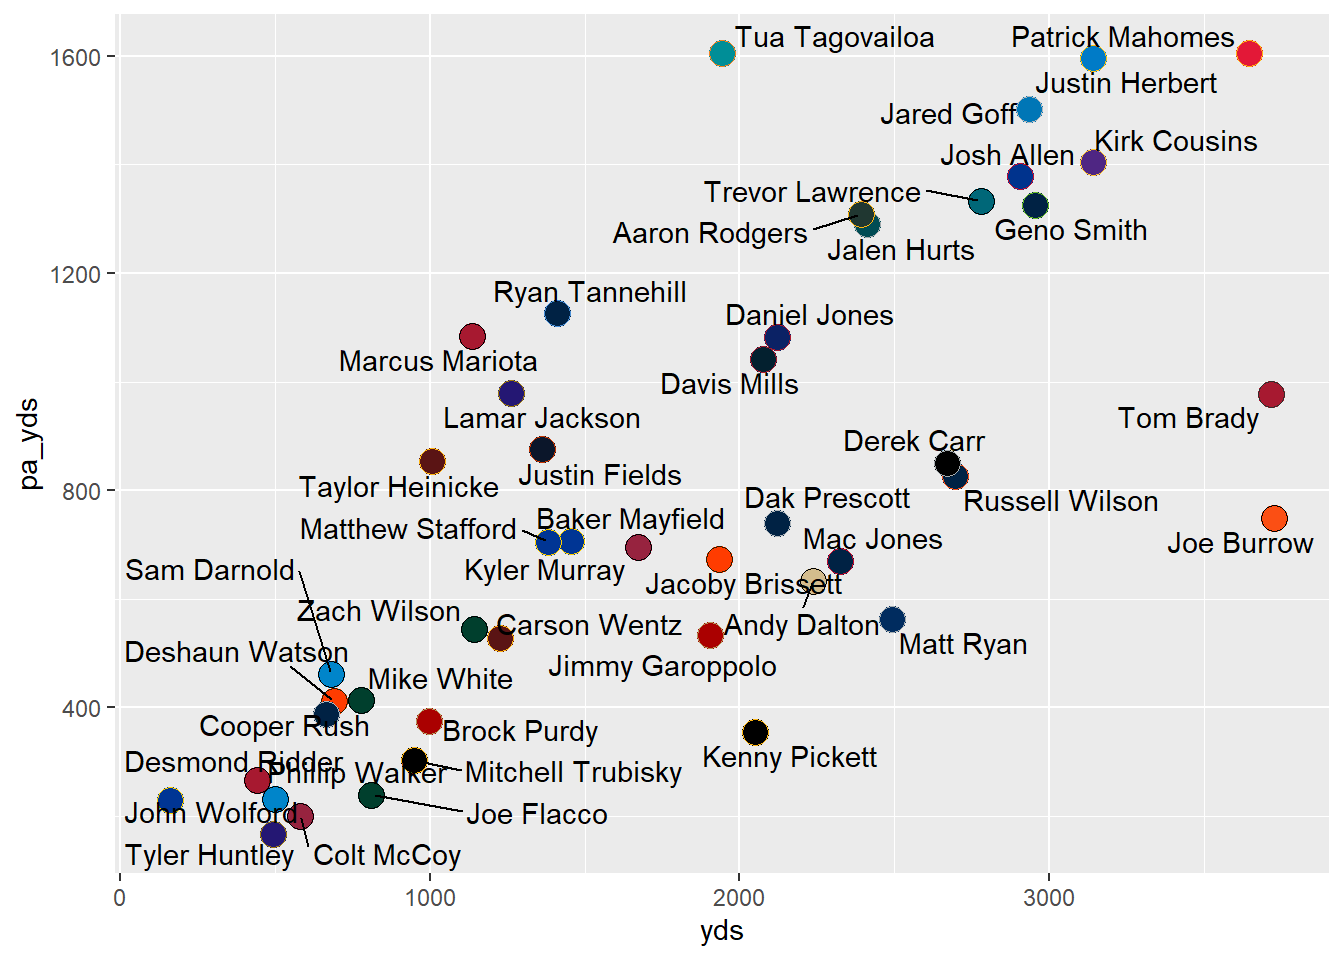 Tua Tagovailoa
Patrick Mahomes
Justin Herbert
Jared Goff
Kirk Cousins
Josh Allen
Trevor Lawrence
Aaron Rodgers
Geno Smith
Jalen Hurts
Ryan Tannehill
Daniel Jones
Marcus Mariota
Davis Mills
Lamar Jackson
Tom Brady
Derek Carr
Justin Fields
Taylor Heinicke
Dak Prescott
Russell Wilson
Matthew Stafford
Baker Mayfield
Mac Jones
Joe Burrow
Sam Darnold
Kyler Murray
Jacoby Brissett
Zach Wilson
Carson Wentz
Andy Dalton
Matt Ryan
Deshaun Watson
Jimmy Garoppolo
Mike White
Cooper Rush
Brock Purdy
Kenny Pickett
Desmond Ridder
Phillip Walker
Mitchell Trubisky
John Wolford
Joe Flacco
Tyler Huntley
Colt McCoy
1600
1200
800
400
pa_yds
0
1000
2000
3000
yds